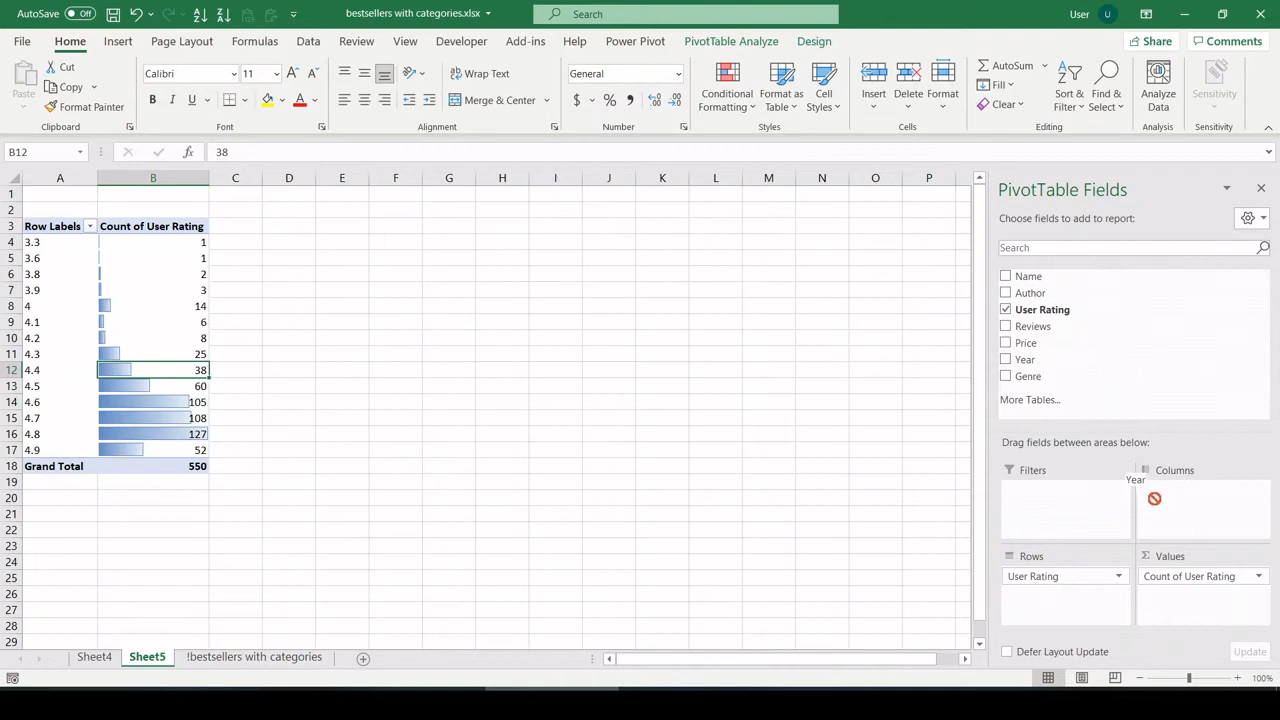 AutoSave Off
bestsellers with categories.xlsx
Search
User U
File Home Insert Page Layout Formulas Data Review View Developer Add-ins Help Power Pivot PivotTable Analyze Design Share Comments
Paste
Cut
Copy
Format Painter
Clipboard
Calibri 11
B I U
Font
Wrap Text
Merge & Center
Alignment
General
$ % ,
Number
Conditional Formatting
Format as Table
Cell Styles
Styles
Insert
Delete
Format
Cells
AutoSum
Fill
Clear
Sort & Filter
Find & Select
Editing
Analyze Data
Analysis
Sensitivity
Sensitivity
B12 fx 38
A B C D E F G H I J K L M N O P
1
2
3 Row Labels Count of User Rating
4 3.3 1
5 3.6 1
6 3.8 2
7 3.9 3
8 4 14
9 4.1 6
10 4.2 8
11 4.3 25
12 4.4 38
13 4.5 60
14 4.6 105
15 4.7 108
16 4.8 127
17 4.9 52
18 Grand Total 550
19
20
21
22
23
24
25
26
27
28
29
PivotTable Fields
Choose fields to add to report:
Search
Name
Author
User Rating
Reviews
Price
Year
Genre
More Tables...
Drag fields between areas below:
Filters
Columns
Year
Rows
Values
User Rating
Count of User Rating
Defer Layout Update
Update
Sheet4 Sheet5 !bestsellers with categories
100%